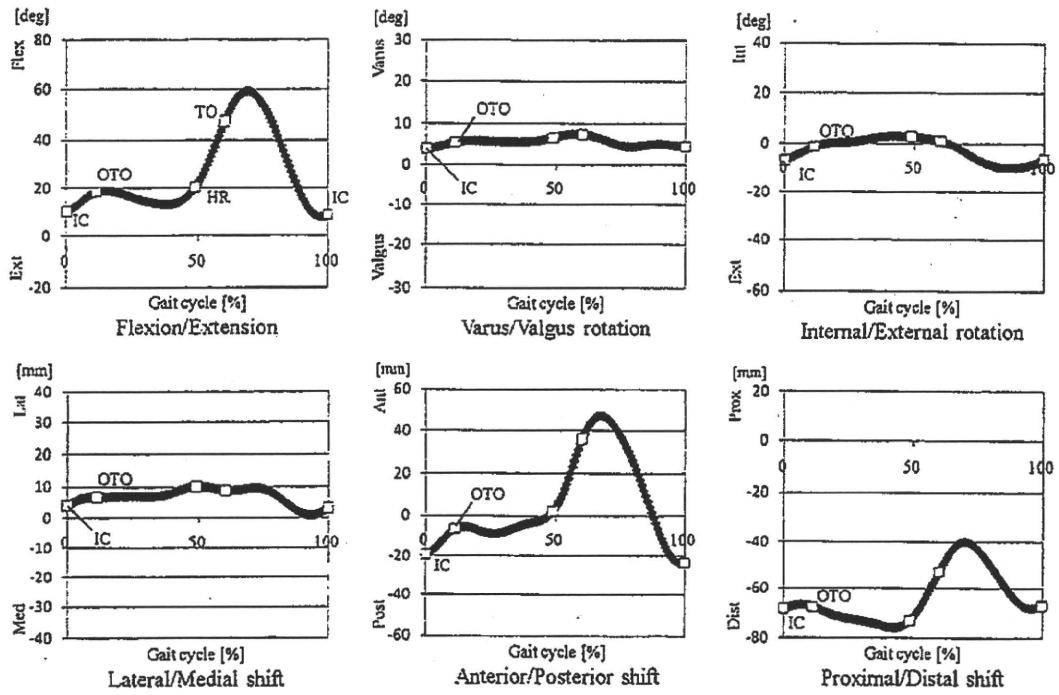 [deg]
Flex
80
60
40
20
0
-20
Ext
TO
OTO
IC
HR
IC
0
50
100
Gait cycle [%]
Flexion/Extension
[deg]
Varus
30
20
10
0
-10
-20
-30
Valgus
OTO
IC
0
50
100
Gait cycle [%]
Varus/Valgus rotation
[deg]
Int
40
20
0
-20
-40
-60
Ext
OTO
IC
0
50
100
Gait cycle [%]
Internal/External rotation
[mm]
Lat
40
30
20
10
0
-10
-20
-30
-40
Med
OTO
IC
0
50
100
Gait cycle [%]
Lateral/Medial shift
[mm]
Ant
60
40
20
0
-20
-40
-60
Post
OTO
IC
0
50
100
Gait cycle [%]
Anterior/Posterior shift
[mm]
Prox
20
0
-20
-40
-60
-80
Dist
OTO
IC
0
50
100
Gait cycle [%]
Proximal/Distal shift